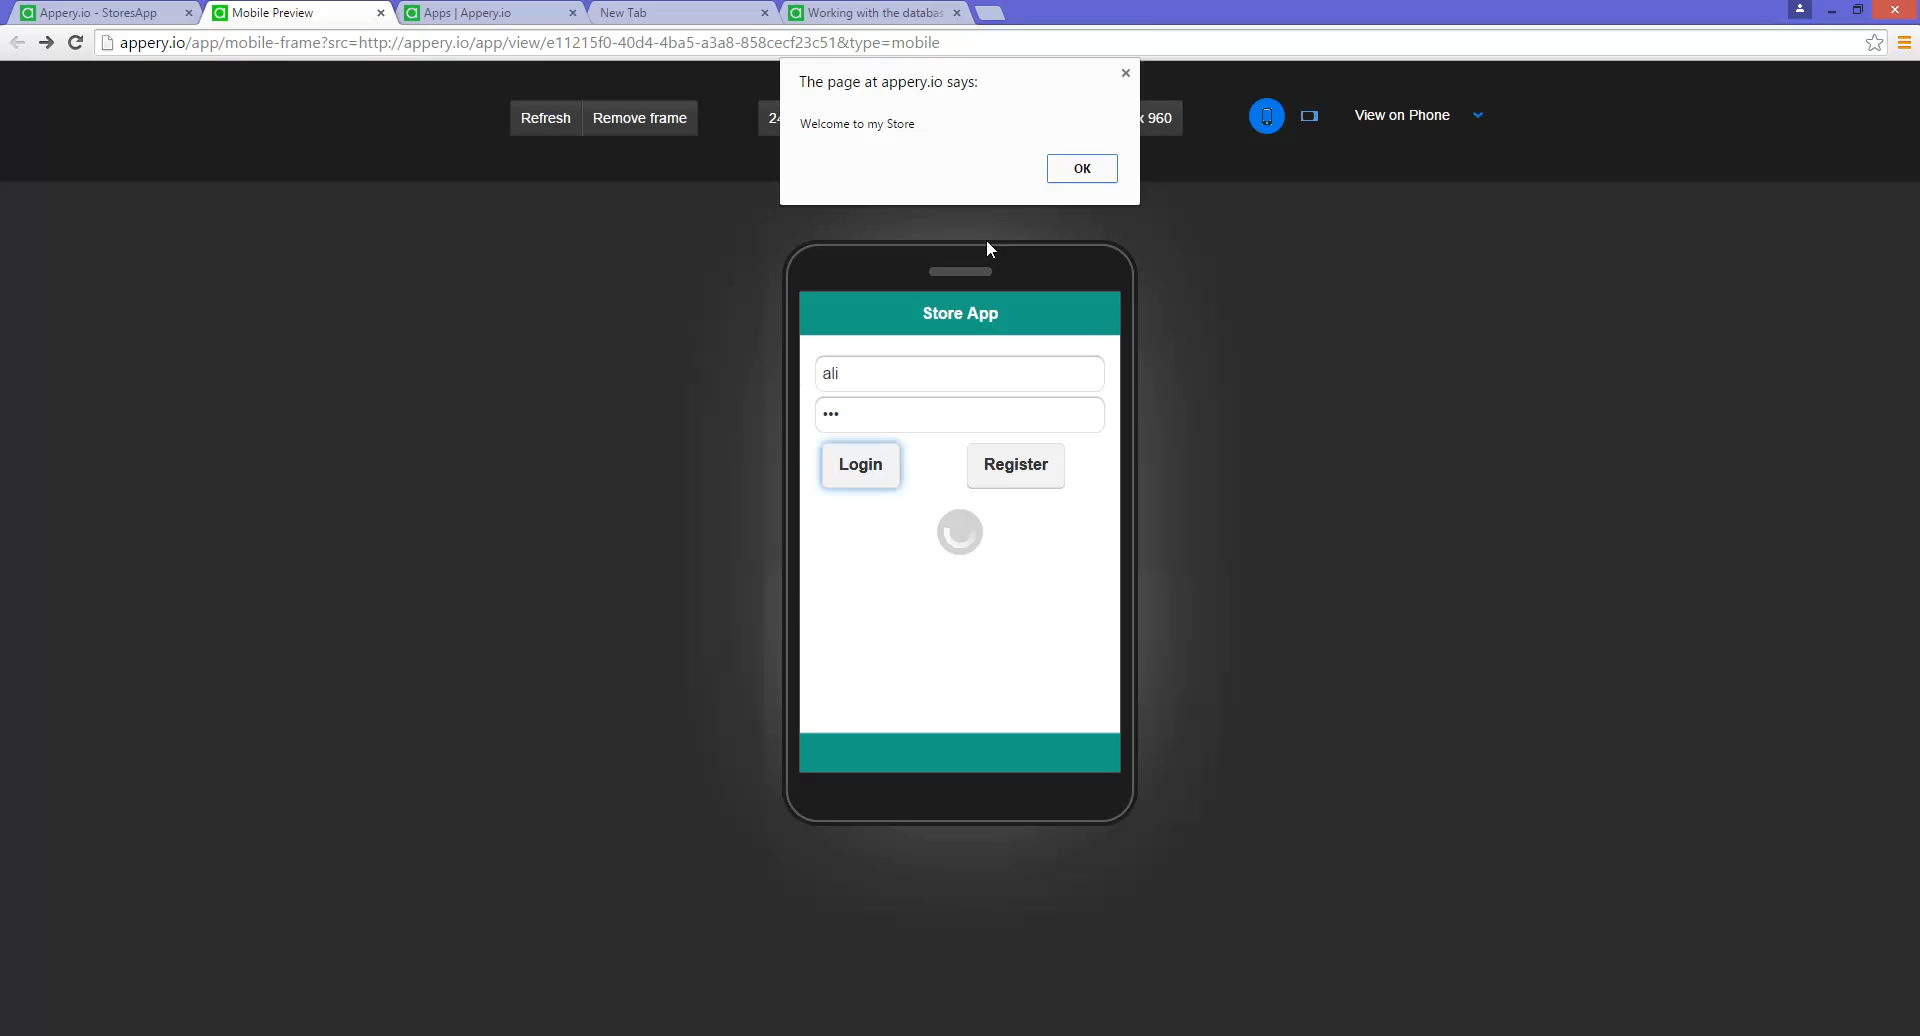 Appery.io - StoresApp
Mobile Preview
Apps | Appery.io
New Tab
Working with the databas
appery.io/app/mobile-frame?src=http://appery.io/app/view/e11215f0-40d4-4ba5-a3a8-858cecf23c51&type=mobile
The page at appery.io says:
Welcome to my Store
OK
Refresh
Remove frame
24
x 960
View on Phone
Store App
ali
•••
Login
Register